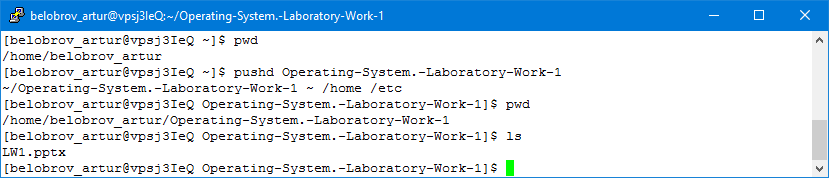 belobrov_artur@vpsj3IeQ:~/Operating-System.-Laboratory-Work-1
[belobrov_artur@vpsj3IeQ ~]$ pwd
/home/belobrov_artur
[belobrov_artur@vpsj3IeQ ~]$ pushd Operating-System.-Laboratory-Work-1
~/Operating-System.-Laboratory-Work-1 ~ /home /etc
[belobrov_artur@vpsj3IeQ Operating-System.-Laboratory-Work-1]$ pwd
/home/belobrov_artur/Operating-System.-Laboratory-Work-1
[belobrov_artur@vpsj3IeQ Operating-System.-Laboratory-Work-1]$ ls
LW1.pptx
[belobrov_artur@vpsj3IeQ Operating-System.-Laboratory-Work-1]$